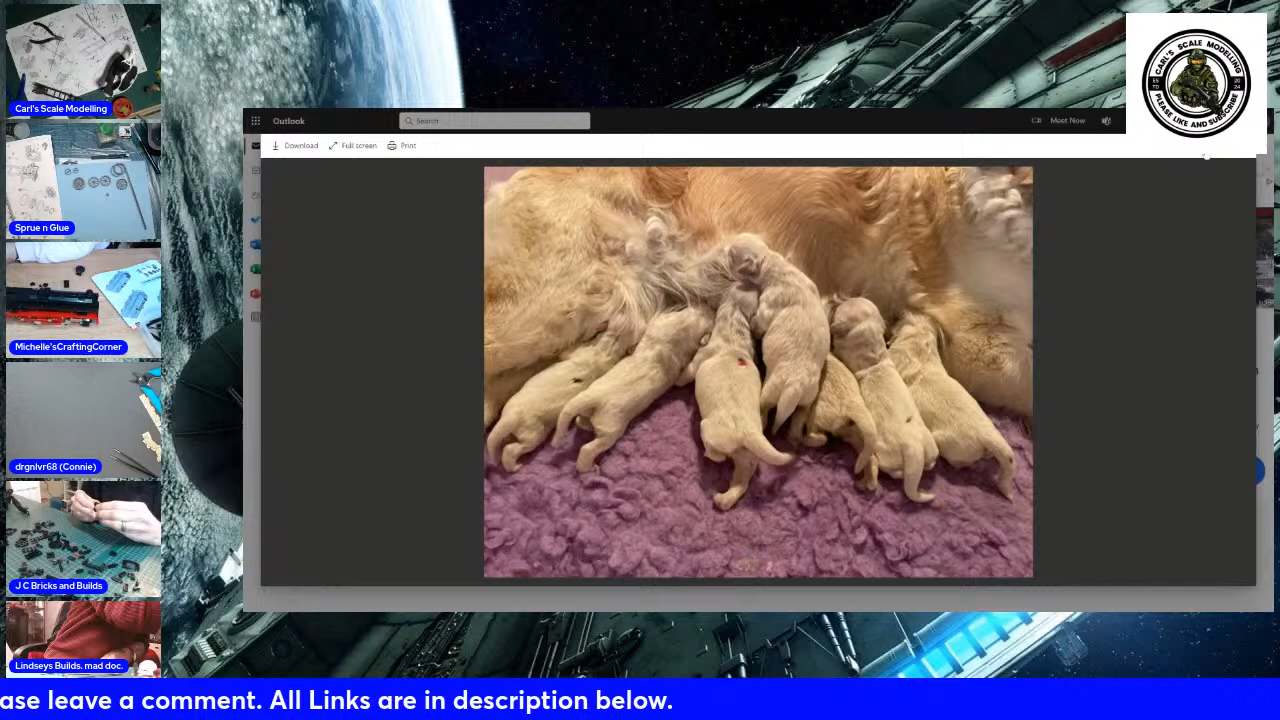 Carl's Scale Modelling
Sprue n Glue
Michelle'sCraftingCorner
drgnlvr68 (Connie)
J C Bricks and Builds
Lindseys Builds. mad doc.
Outlook
Search
Meet Now
Download
Full screen
Print
CARL'S SCALE MODELLING
PLEASE LIKE AND SUBSCRIBE
ase leave a comment. All Links are in description below.